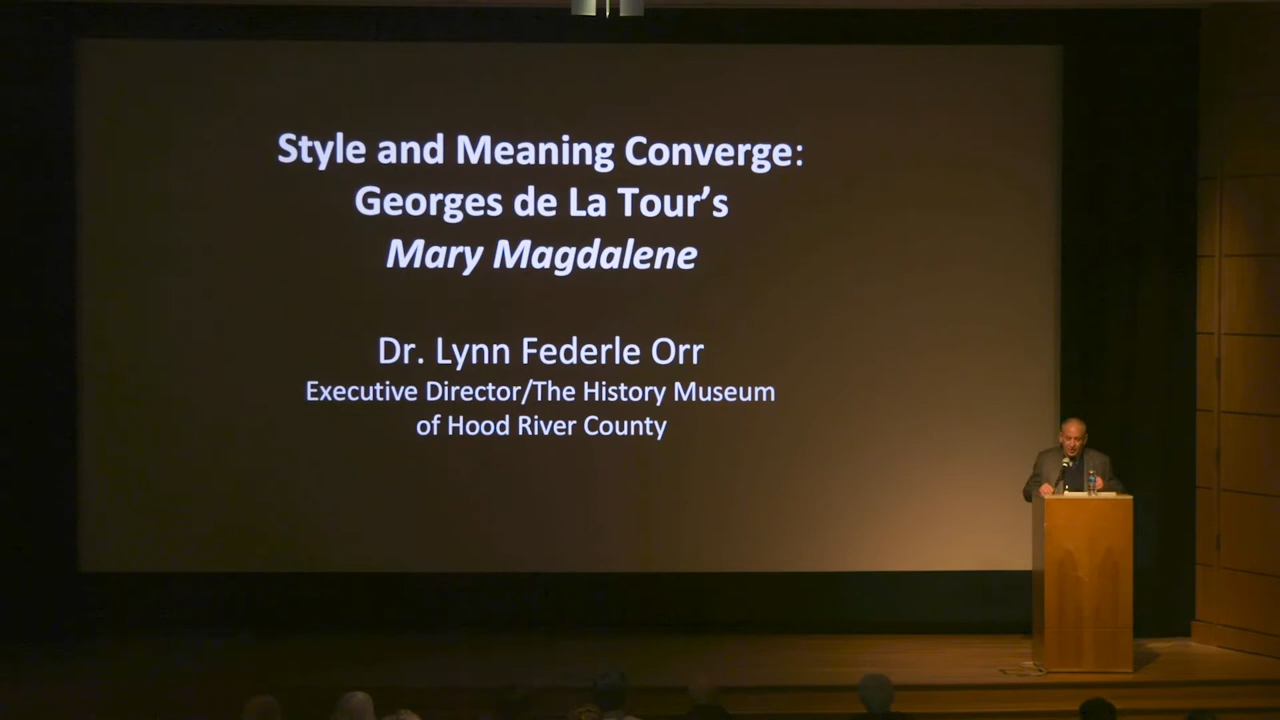 Style and Meaning Converge:
Georges de La Tour’s
Mary Magdalene
Dr. Lynn Federle Orr
Executive Director/The History Museum
of Hood River County